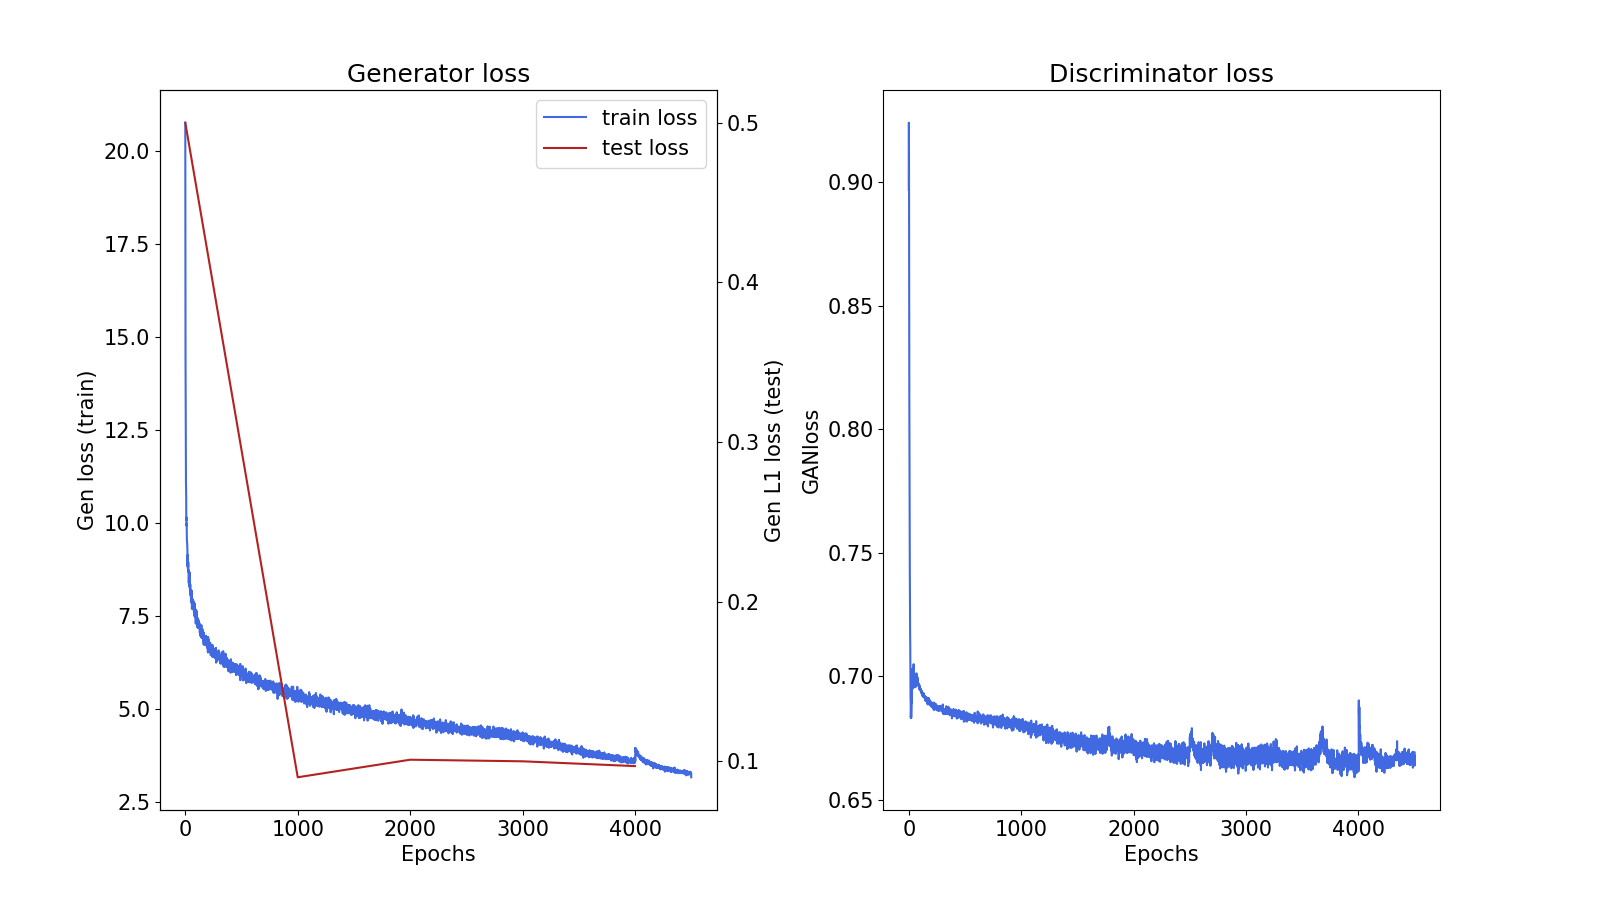 Generator loss
train loss
test loss
20.0
17.5
15.0
12.5
10.0
7.5
5.0
2.5
Gen loss (train)
0.5
0.4
0.3
0.2
0.1
Gen L1 loss (test)
0 1000 2000 3000 4000
Epochs
Discriminator loss
0.90
0.85
0.80
0.75
0.70
0.65
GANloss
0 1000 2000 3000 4000
Epochs